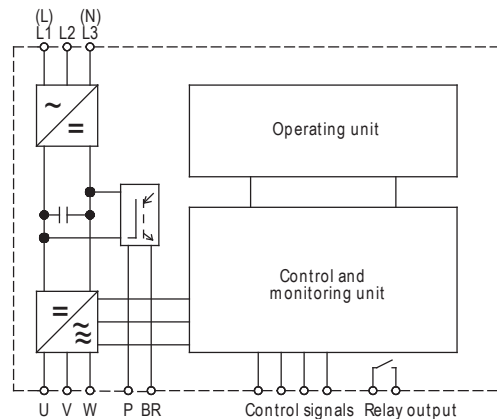 (L) (N)
L1 L2 L3
~
=
Operating unit
Control and
monitoring unit
=
≈
U V W P BR Control signals Relay output